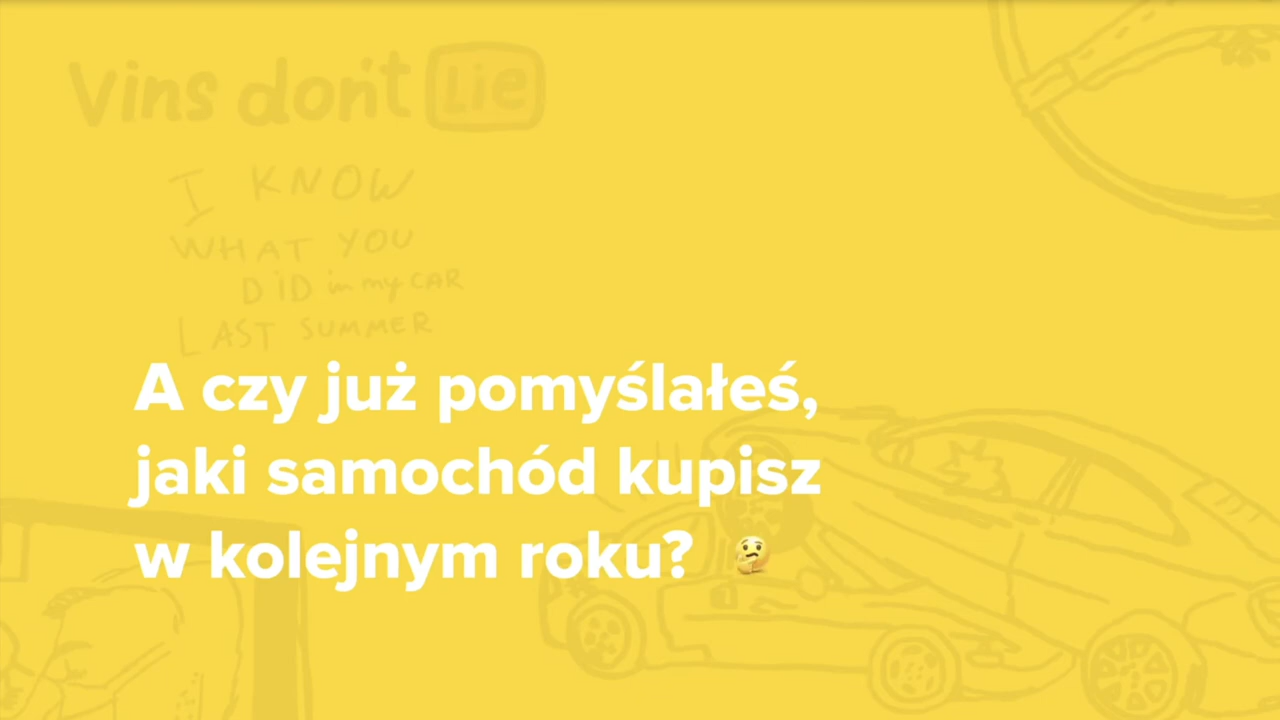 Vins don't Lie
I KNOW
WHAT YOU
DiD in my CAR
LAST SUMMER
A czy już pomyślałeś,
jaki samochód kupisz
w kolejnym roku?